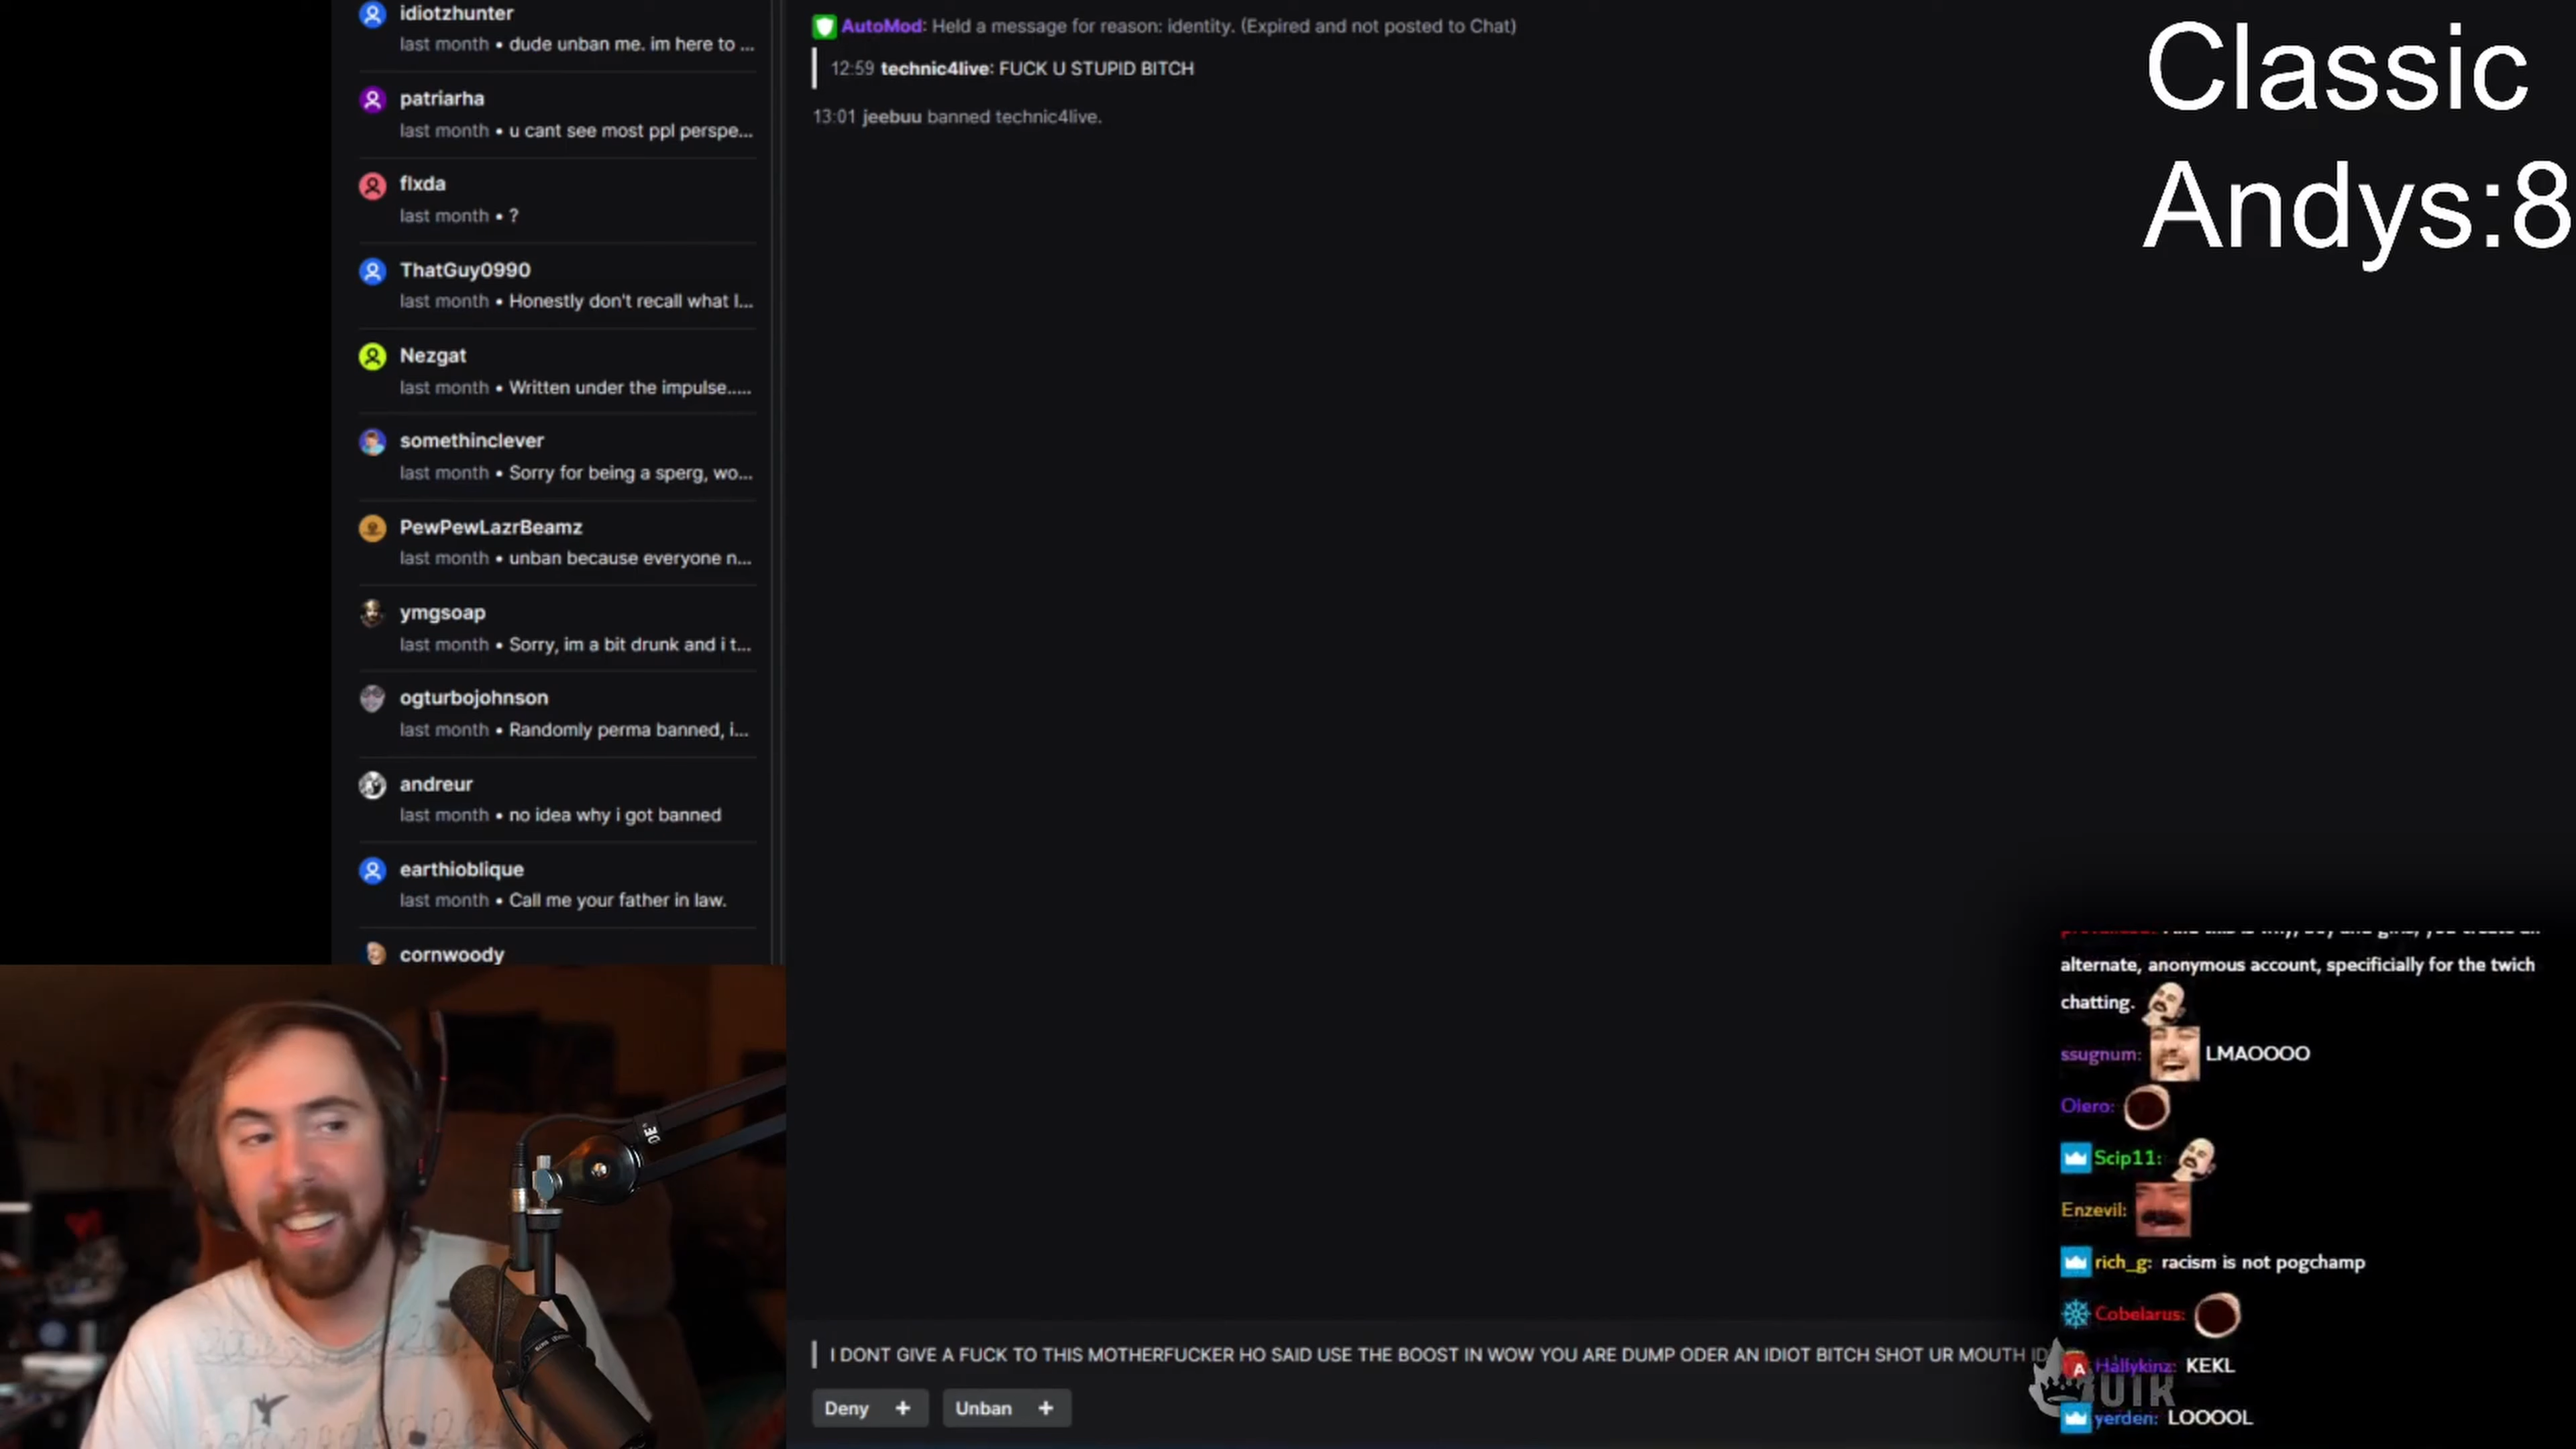 idiotzhunter
last month • dude unban me. im here to ...
patriarha
last month • u cant see most ppl perspe...
flxda
last month • ?
ThatGuy0990
last month • Honestly don't recall what I...
Nezgat
last month • Written under the impulse.....
somethinclever
last month • Sorry for being a sperg, wo...
PewPewLazrBeamz
last month • unban because everyone n...
ymgsoap
last month • Sorry, im a bit drunk and i t...
ogturbojohnson
last month • Randomly perma banned, i...
andreur
last month • no idea why i got banned
earthioblique
last month • Call me your father in law.
cornwoody
AutoMod: Held a message for reason: identity. (Expired and not posted to Chat)
12:59 technic4live: FUCK U STUPID BITCH
13:01 jeebuu banned technic4live.
I DONT GIVE A FUCK TO THIS MOTHERFUCKER HO SAID USE THE BOOST IN WOW YOU ARE DUMP ODER AN IDIOT BITCH SHOT UR MOUTH
Deny +
Unban +
Classic
Andys:8
alternate, anonymous account, specificially for the twich
chatting.
ssugnum: LMAOOOO
Olero:
Scip11:
Enzevil:
rich_g: racism is not pogchamp
Cobelarus:
Hallykinz: KEKL
yerden: LOOOOL